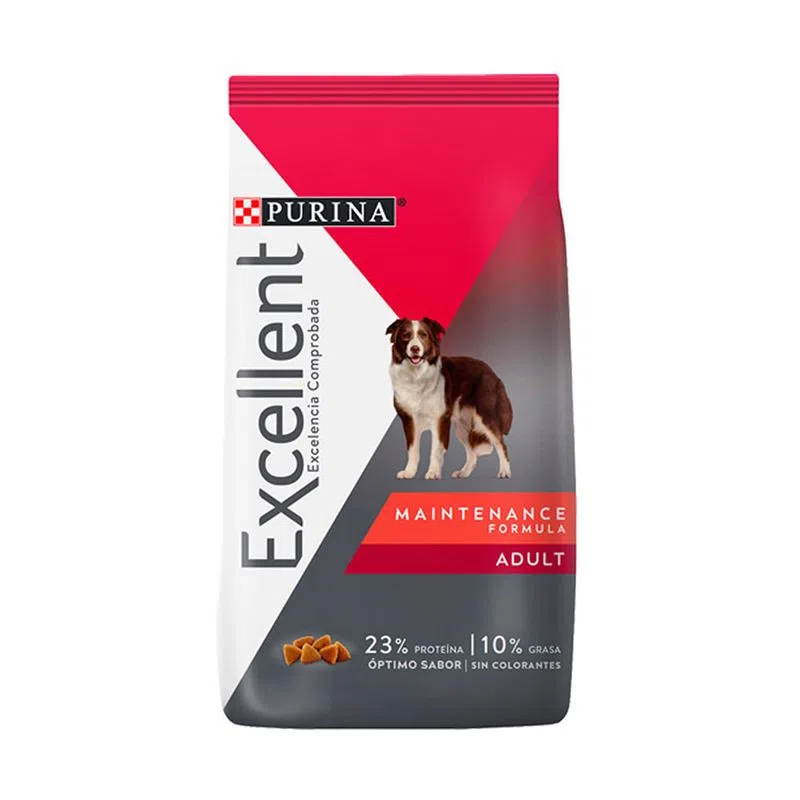 PURINA®
Excellent
Excelencia Comprobada
MAINTENANCE
FORMULA
ADULT
23% PROTEÍNA | 10% GRASA
ÓPTIMO SABOR | SIN COLORANTES